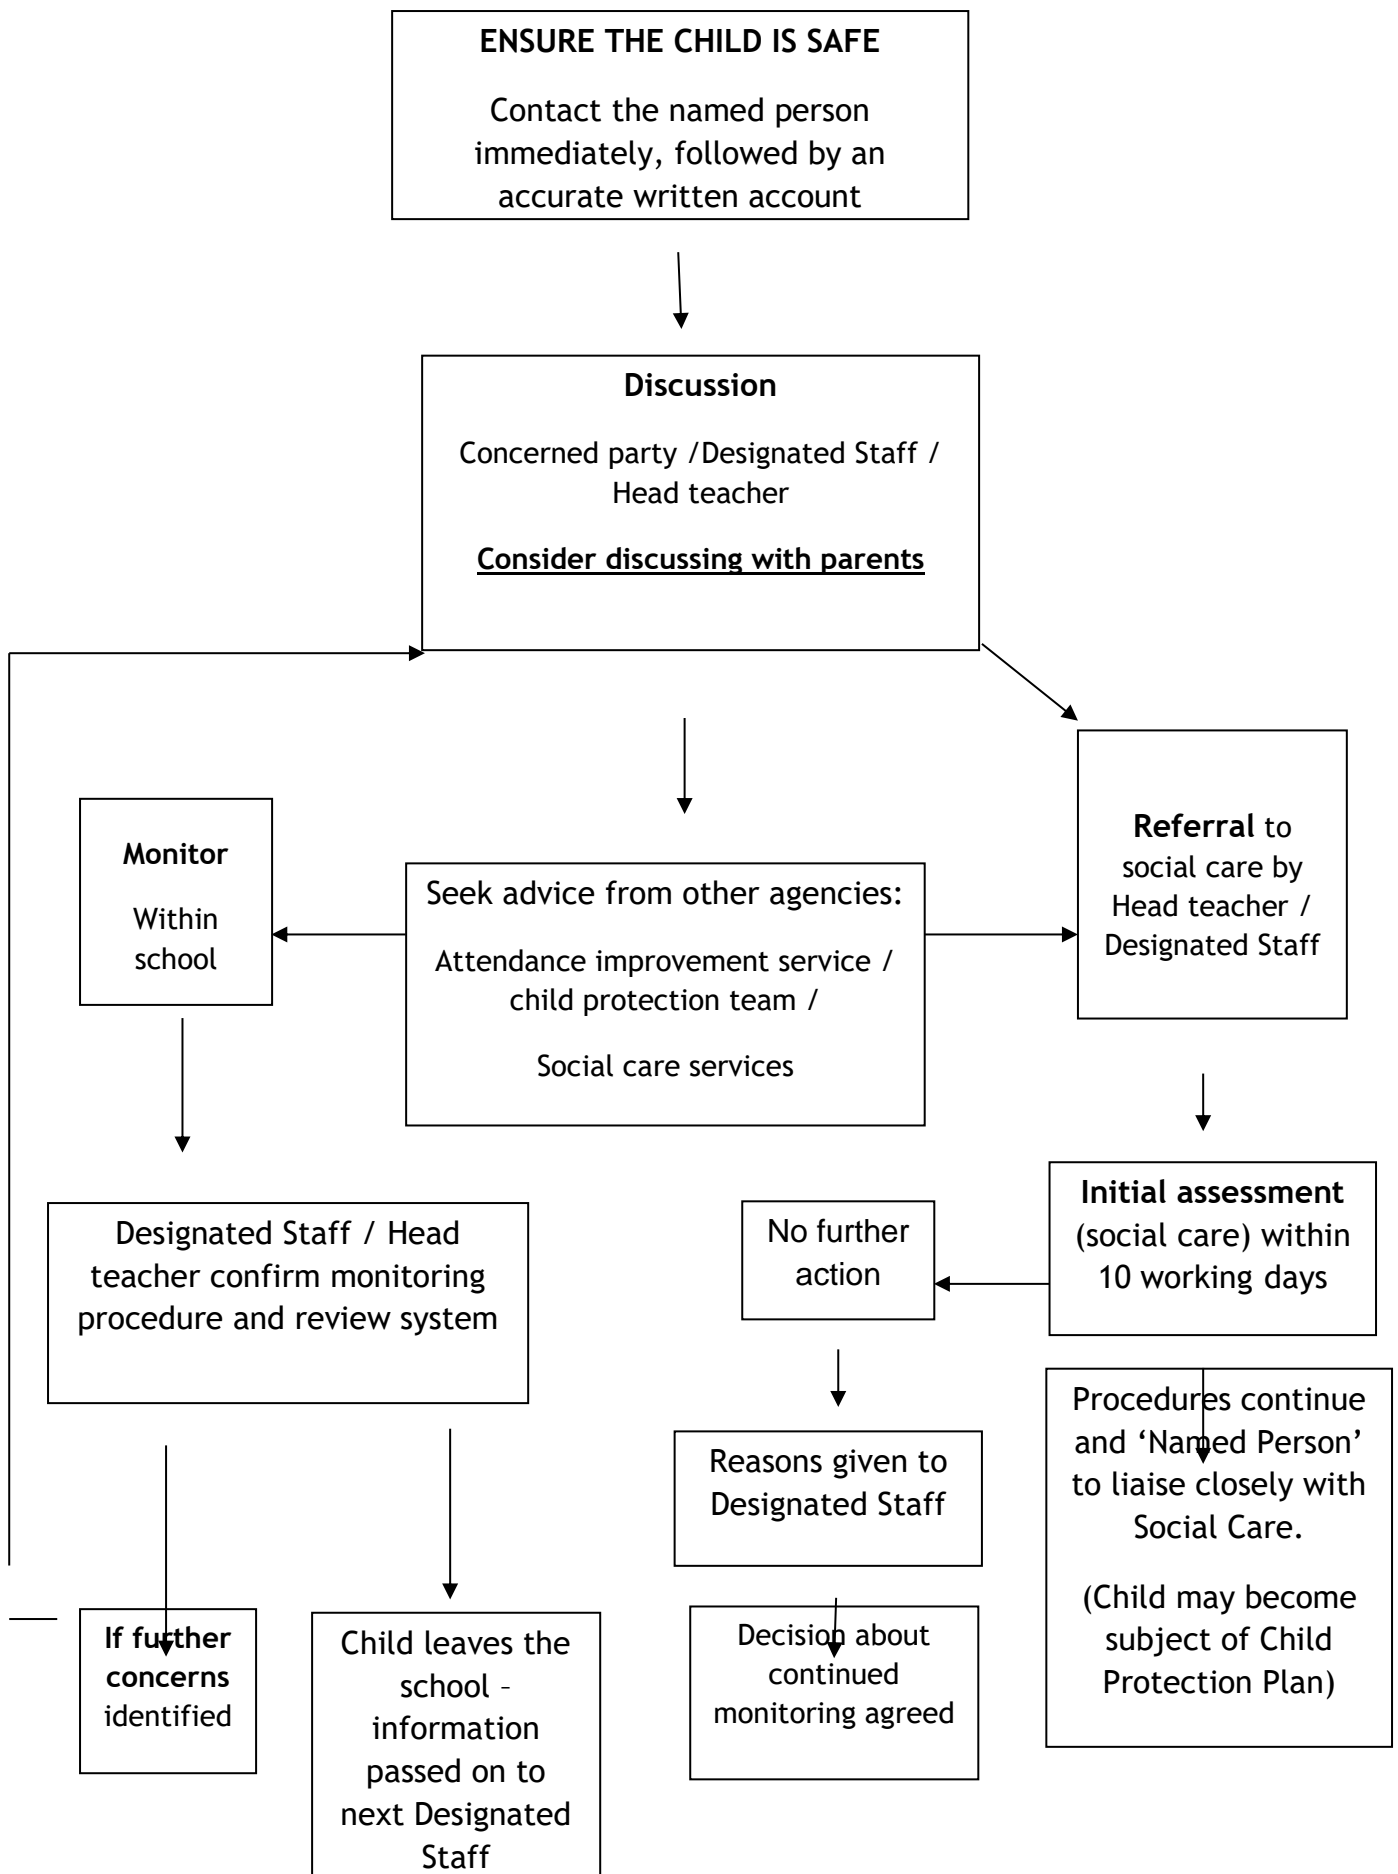 ENSURE THE CHILD IS SAFE
Contact the named person
immediately, followed by an
accurate written account
Discussion
Concerned party /Designated Staff /
Head teacher
Consider discussing with parents
Monitor
Within
school
Seek advice from other agencies:
Attendance improvement service /
child protection team /
Social care services
Referral to
social care by
Head teacher /
Designated Staff
Designated Staff / Head
teacher confirm monitoring
procedure and review system
No further
action
Initial assessment
(social care) within
10 working days
Reasons given to
Designated Staff
Procedures continue
and ‘Named Person’
to liaise closely with
Social Care.
(Child may become
subject of Child
Protection Plan)
If further
concerns
identified
Child leaves the
school –
information
passed on to
next Designated
Staff
Decision about
continued
monitoring agreed